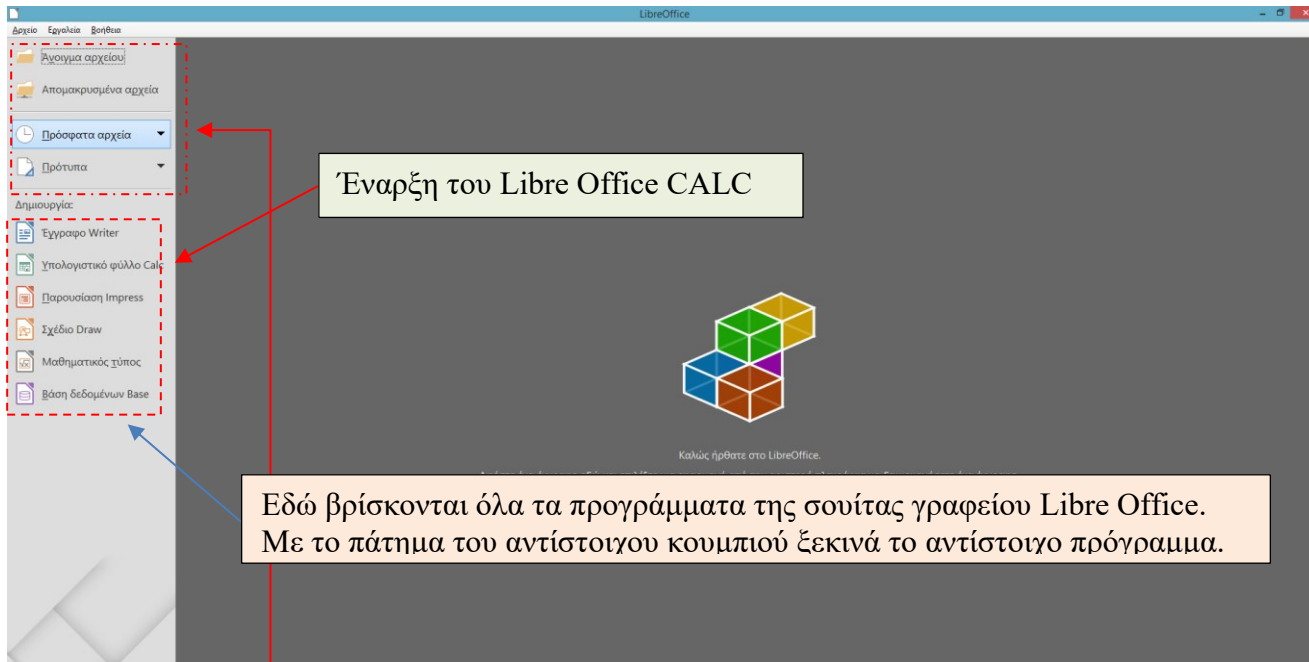 LibreOffice
Αρχείο Εργαλεία Βοήθεια
Άνοιγμα αρχείου
Απομακρυσμένα αρχεία
Πρόσφατα αρχεία
Πρότυπα
Έναρξη του Libre Office CALC
Δημιουργία:
Έγγραφο Writer
Υπολογιστικό φύλλο Calc
Παρουσίαση Impress
Σχέδιο Draw
Μαθηματικός τύπος
Βάση δεδομένων Base
Καλώς ήρθατε στο LibreOffice.
Εδώ βρίσκονται όλα τα προγράμματα της σουίτας γραφείου Libre Office.
Με το πάτημα του αντίστοιχου κουμπιού ξεκινά το αντίστοιχο πρόγραμμα.